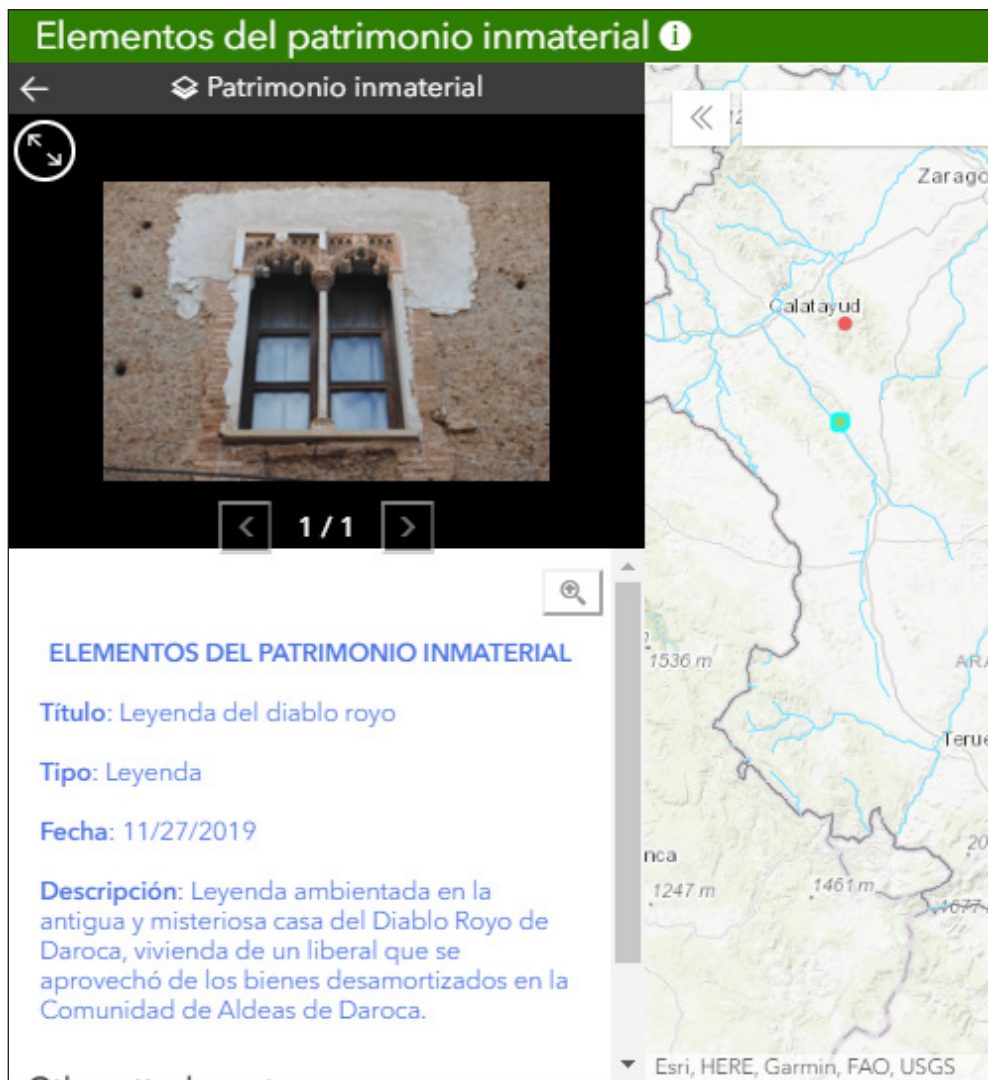 Elementos del patrimonio inmaterial
Patrimonio inmaterial
1 / 1
ELEMENTOS DEL PATRIMONIO INMATERIAL
Título: Leyenda del diablo royo
Tipo: Leyenda
Fecha: 11/27/2019
Descripción: Leyenda ambientada en la
antigua y misteriosa casa del Diablo Royo de
Daroca, vivienda de un liberal que se
aprovechó de los bienes desamortizados en la
Comunidad de Aldeas de Daroca.
Zarago
Calatayud
1536 m
ARA
Terue
nca
1247 m
1461 m
20
1677
Esri, HERE, Garmin, FAO, USGS